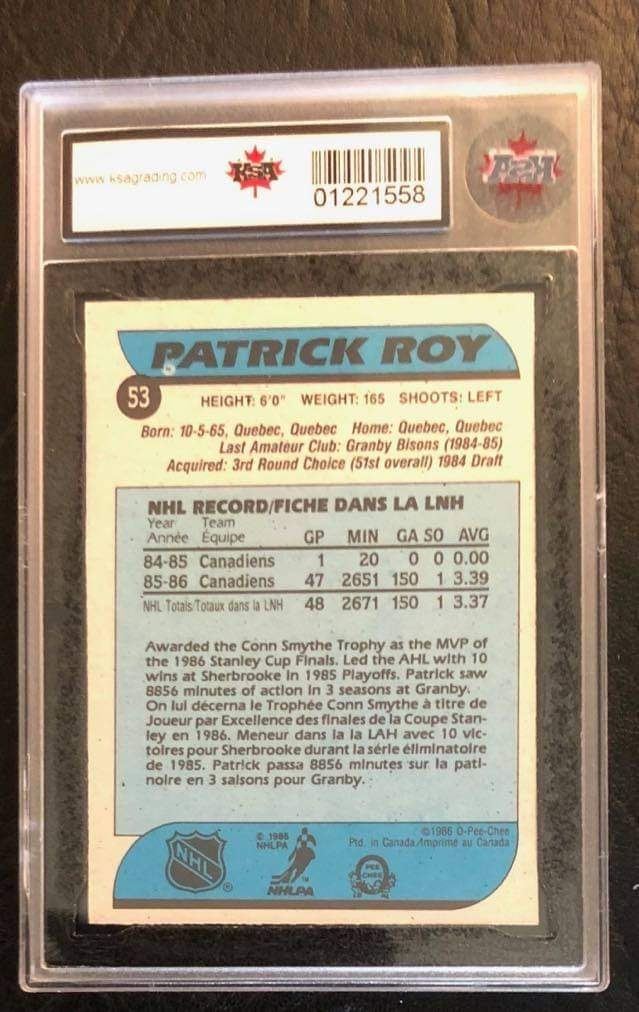 www.ksagrading.com
KSA
01221558
PATRICK ROY
53
HEIGHT: 6'0" WEIGHT: 165 SHOOTS: LEFT
Born: 10-5-65, Quebec, Quebec Home: Quebec, Quebec
Last Amateur Club: Granby Bisons (1984-85)
Acquired: 3rd Round Choice (51st overall) 1984 Draft
NHL RECORD/FICHE DANS LA LNH
Year Team
Année Équipe GP MIN GA SO AVG
84-85 Canadiens 1 20 0 0 0.00
85-86 Canadiens 47 2651 150 1 3.39
NHL Totals/Totaux dans la LNH 48 2671 150 1 3.37
Awarded the Conn Smythe Trophy as the MVP of
the 1986 Stanley Cup Finals. Led the AHL with 10
wins at Sherbrooke in 1985 Playoffs. Patrick saw
8856 minutes of action in 3 seasons at Granby.
On lui décerna le Trophée Conn Smythe à titre de
Joueur par Excellence des finales de la Coupe Stan-
ley en 1986. Meneur dans la la LAH avec 10 vic-
toires pour Sherbrooke durant la série éliminatoire
de 1985. Patrick passa 8856 minutes sur la pati-
noire en 3 saisons pour Granby.
NHL
®
© 1986
NHLPA
TM
NHLPA
© 1986 O-Pee-Chee
Ptd. in Canada/Imprimé au Canada
O PEE
CHEE